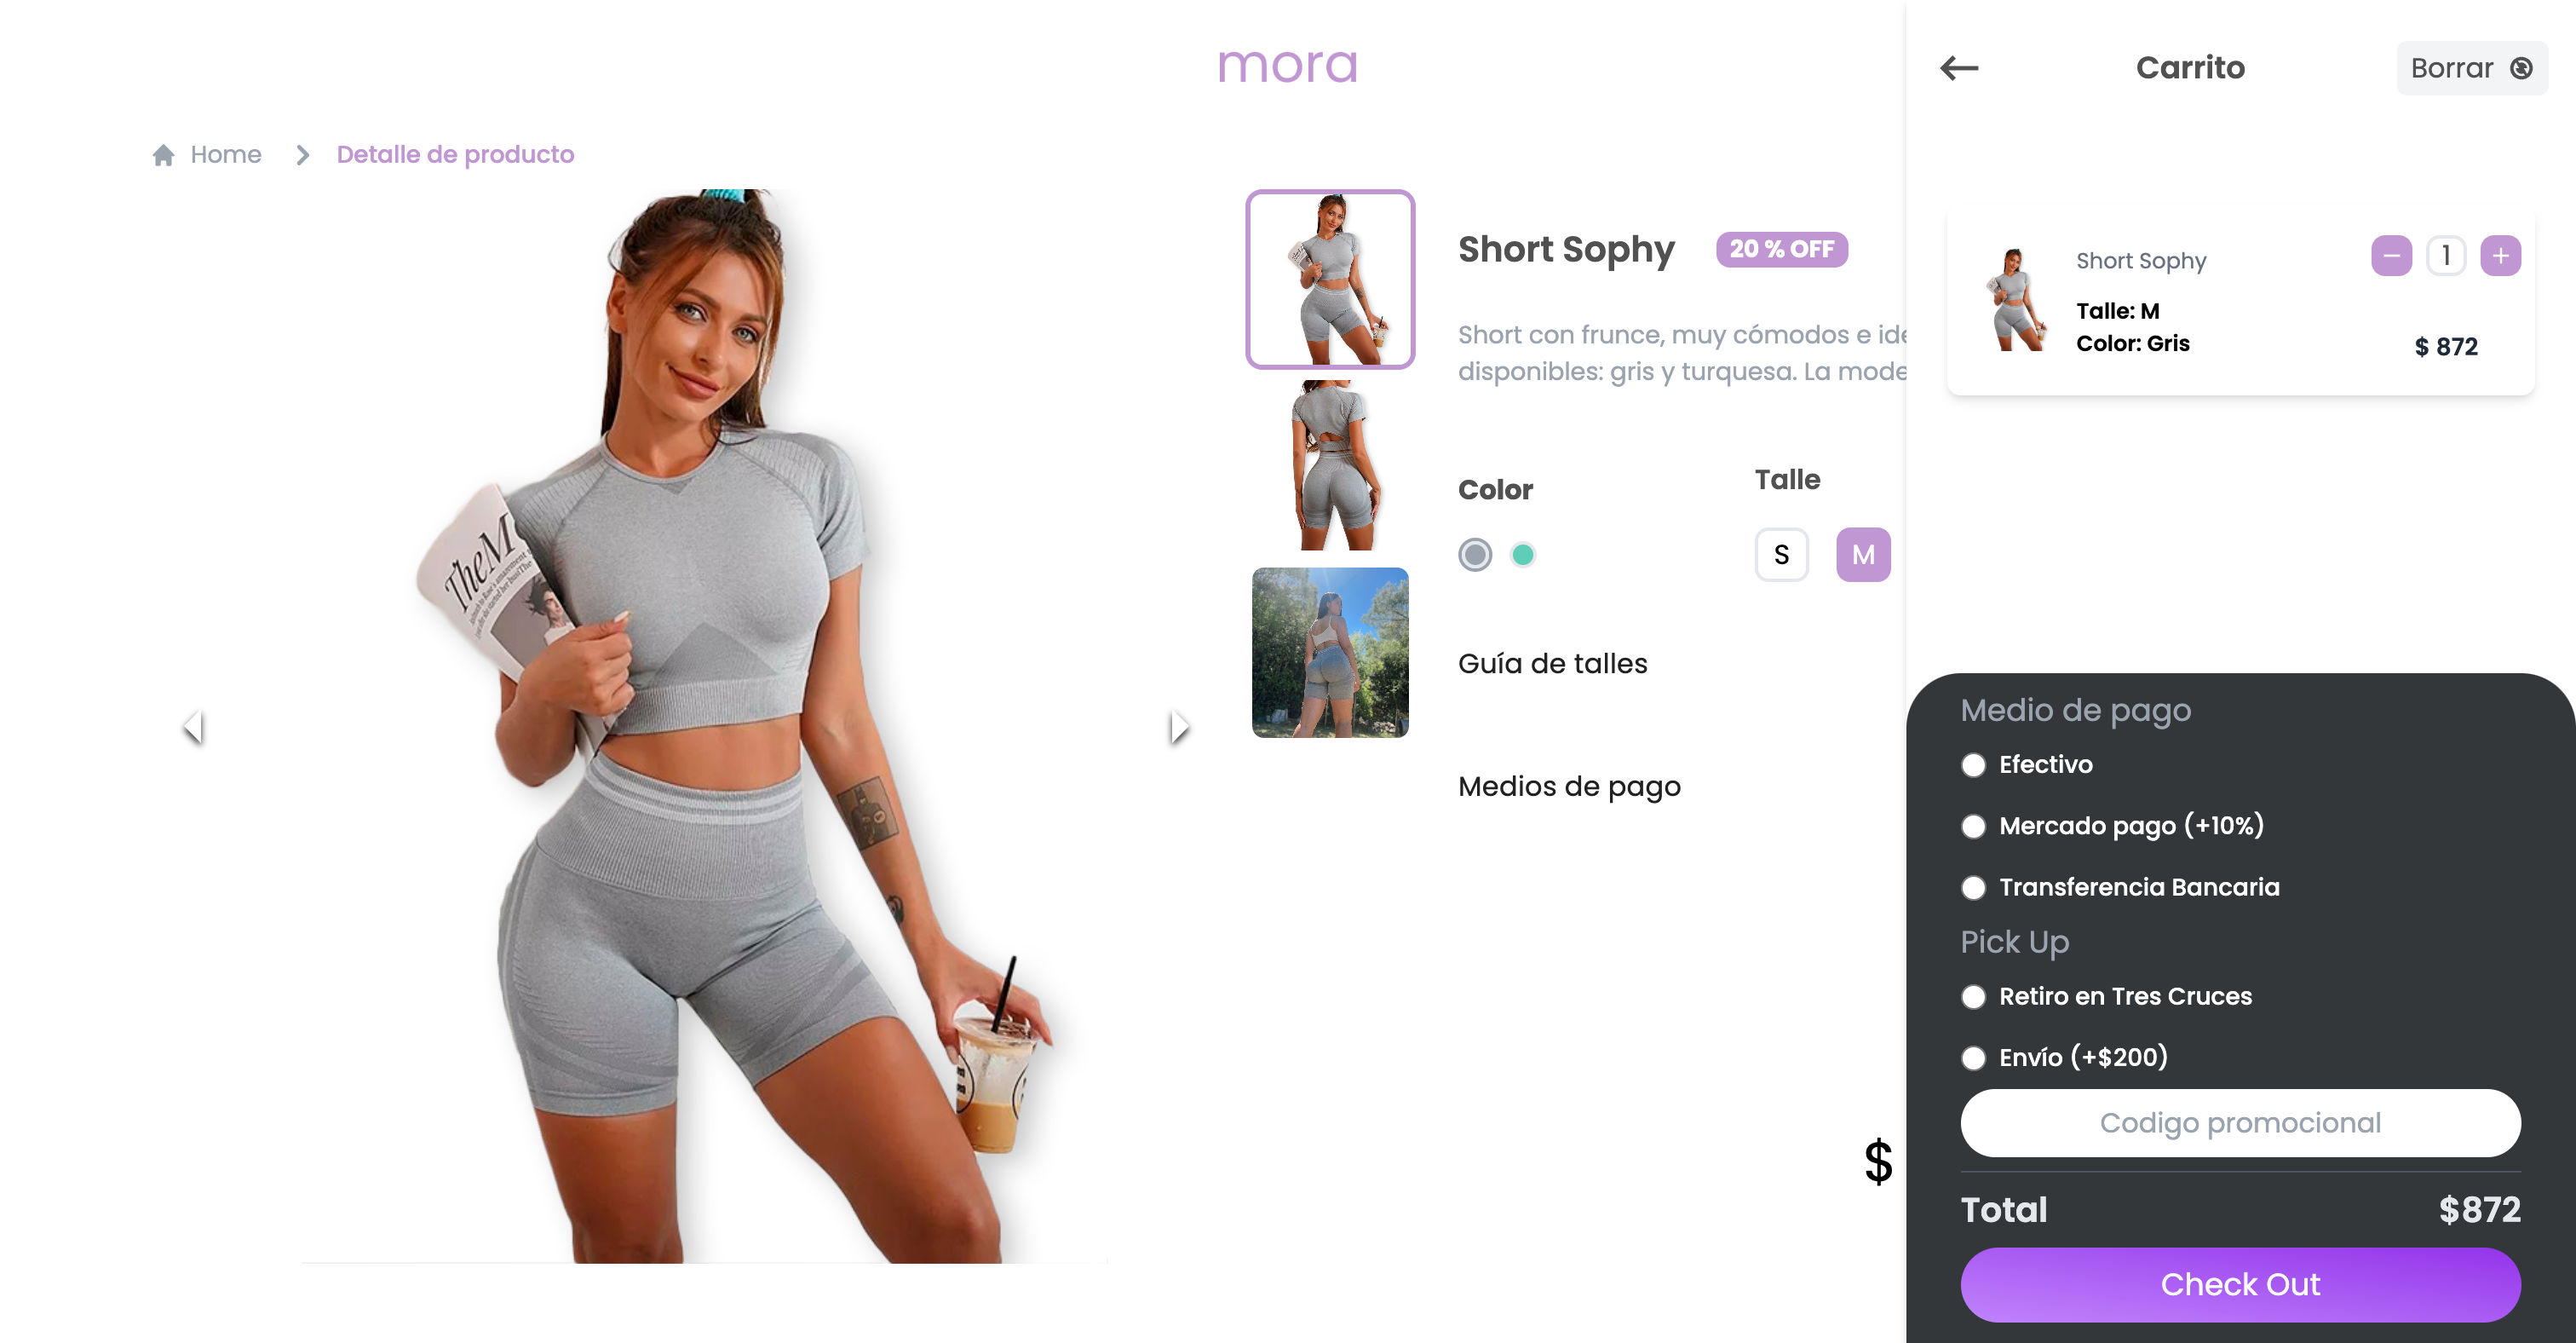 mora
Home
Detalle de producto
TheM
Short Sophy
20 % OFF
Short con frunce, muy cómodos e
disponibles: gris y turquesa. La
Color
Talle
S
M
Guía de talles
Medios de pago
$
Carrito
Borrar
Short Sophy
1
Talle: M
Color: Gris
$ 872
Medio de pago
Efectivo
Mercado pago (+10%)
Transferencia Bancaria
Pick Up
Retiro en Tres Cruces
Envío (+$200)
Codigo promocional
Total
$872
Check Out